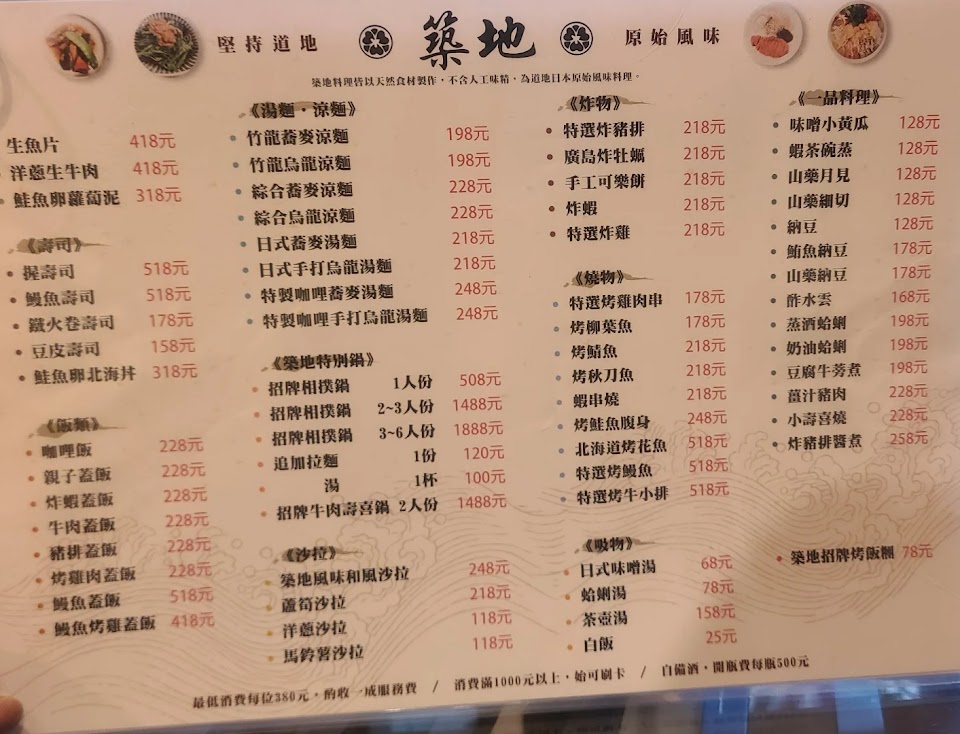 堅持道地 築地 原始風味
築地料理皆以天然食材製作，不含人工味精，為道地日本原始風味料理。
生魚片 418元
洋蔥生牛肉 418元
鮭魚卵蘿蔔泥 318元
《壽司》
握壽司 518元
鰻魚壽司 518元
鐵火卷壽司 178元
豆皮壽司 158元
鮭魚卵北海丼 318元
《飯類》
咖哩飯 228元
親子蓋飯 228元
炸蝦蓋飯 228元
牛肉蓋飯 228元
豬排蓋飯 228元
烤雞肉蓋飯 228元
鰻魚蓋飯 518元
鰻魚烤雞蓋飯 418元
《湯麵・涼麵》
竹龍蕎麥涼麵 198元
竹龍烏龍涼麵 198元
綜合蕎麥涼麵 228元
綜合烏龍涼麵 228元
日式蕎麥湯麵 218元
日式手打烏龍湯麵 218元
特製咖哩蕎麥湯麵 248元
特製咖哩手打烏龍湯麵 248元
《築地特別鍋》
招牌相撲鍋 1人份 508元
招牌相撲鍋 2~3人份 1488元
招牌相撲鍋 3~6人份 1888元
追加拉麵 1份 120元
湯 1杯 100元
招牌牛肉壽喜鍋 2人份 1488元
《沙拉》
築地風味和風沙拉 248元
蘆筍沙拉 218元
洋蔥沙拉 118元
馬鈴薯沙拉 118元
《炸物》
特選炸豬排 218元
廣島炸牡蠣 218元
手工可樂餅 218元
炸蝦 218元
特選炸雞 218元
《燒物》
特選烤雞肉串 178元
烤柳葉魚 178元
烤鯖魚 218元
烤秋刀魚 218元
蝦串燒 218元
烤鮭魚腹身 248元
北海道烤花魚 518元
特選烤鰻魚 518元
特選烤牛小排 518元
《吸物》
日式味噌湯 68元
蛤蜊湯 78元
茶壺湯 158元
白飯 25元
《一品料理》
味噌小黃瓜 128元
蝦茶碗蒸 128元
山藥月見 128元
山藥細切 128元
納豆 128元
鮪魚納豆 178元
山藥納豆 178元
酢水雲 168元
蒸酒蛤蜊 198元
奶油蛤蜊 198元
豆腐牛蒡煮 198元
薑汁豬肉 228元
小壽喜燒 228元
炸豬排醬煮 258元
築地招牌烤飯糰 78元
最低消費每位380元，酌收一成服務費 / 消費滿1000元以上，始可刷卡 / 自備酒，開瓶費每瓶500元